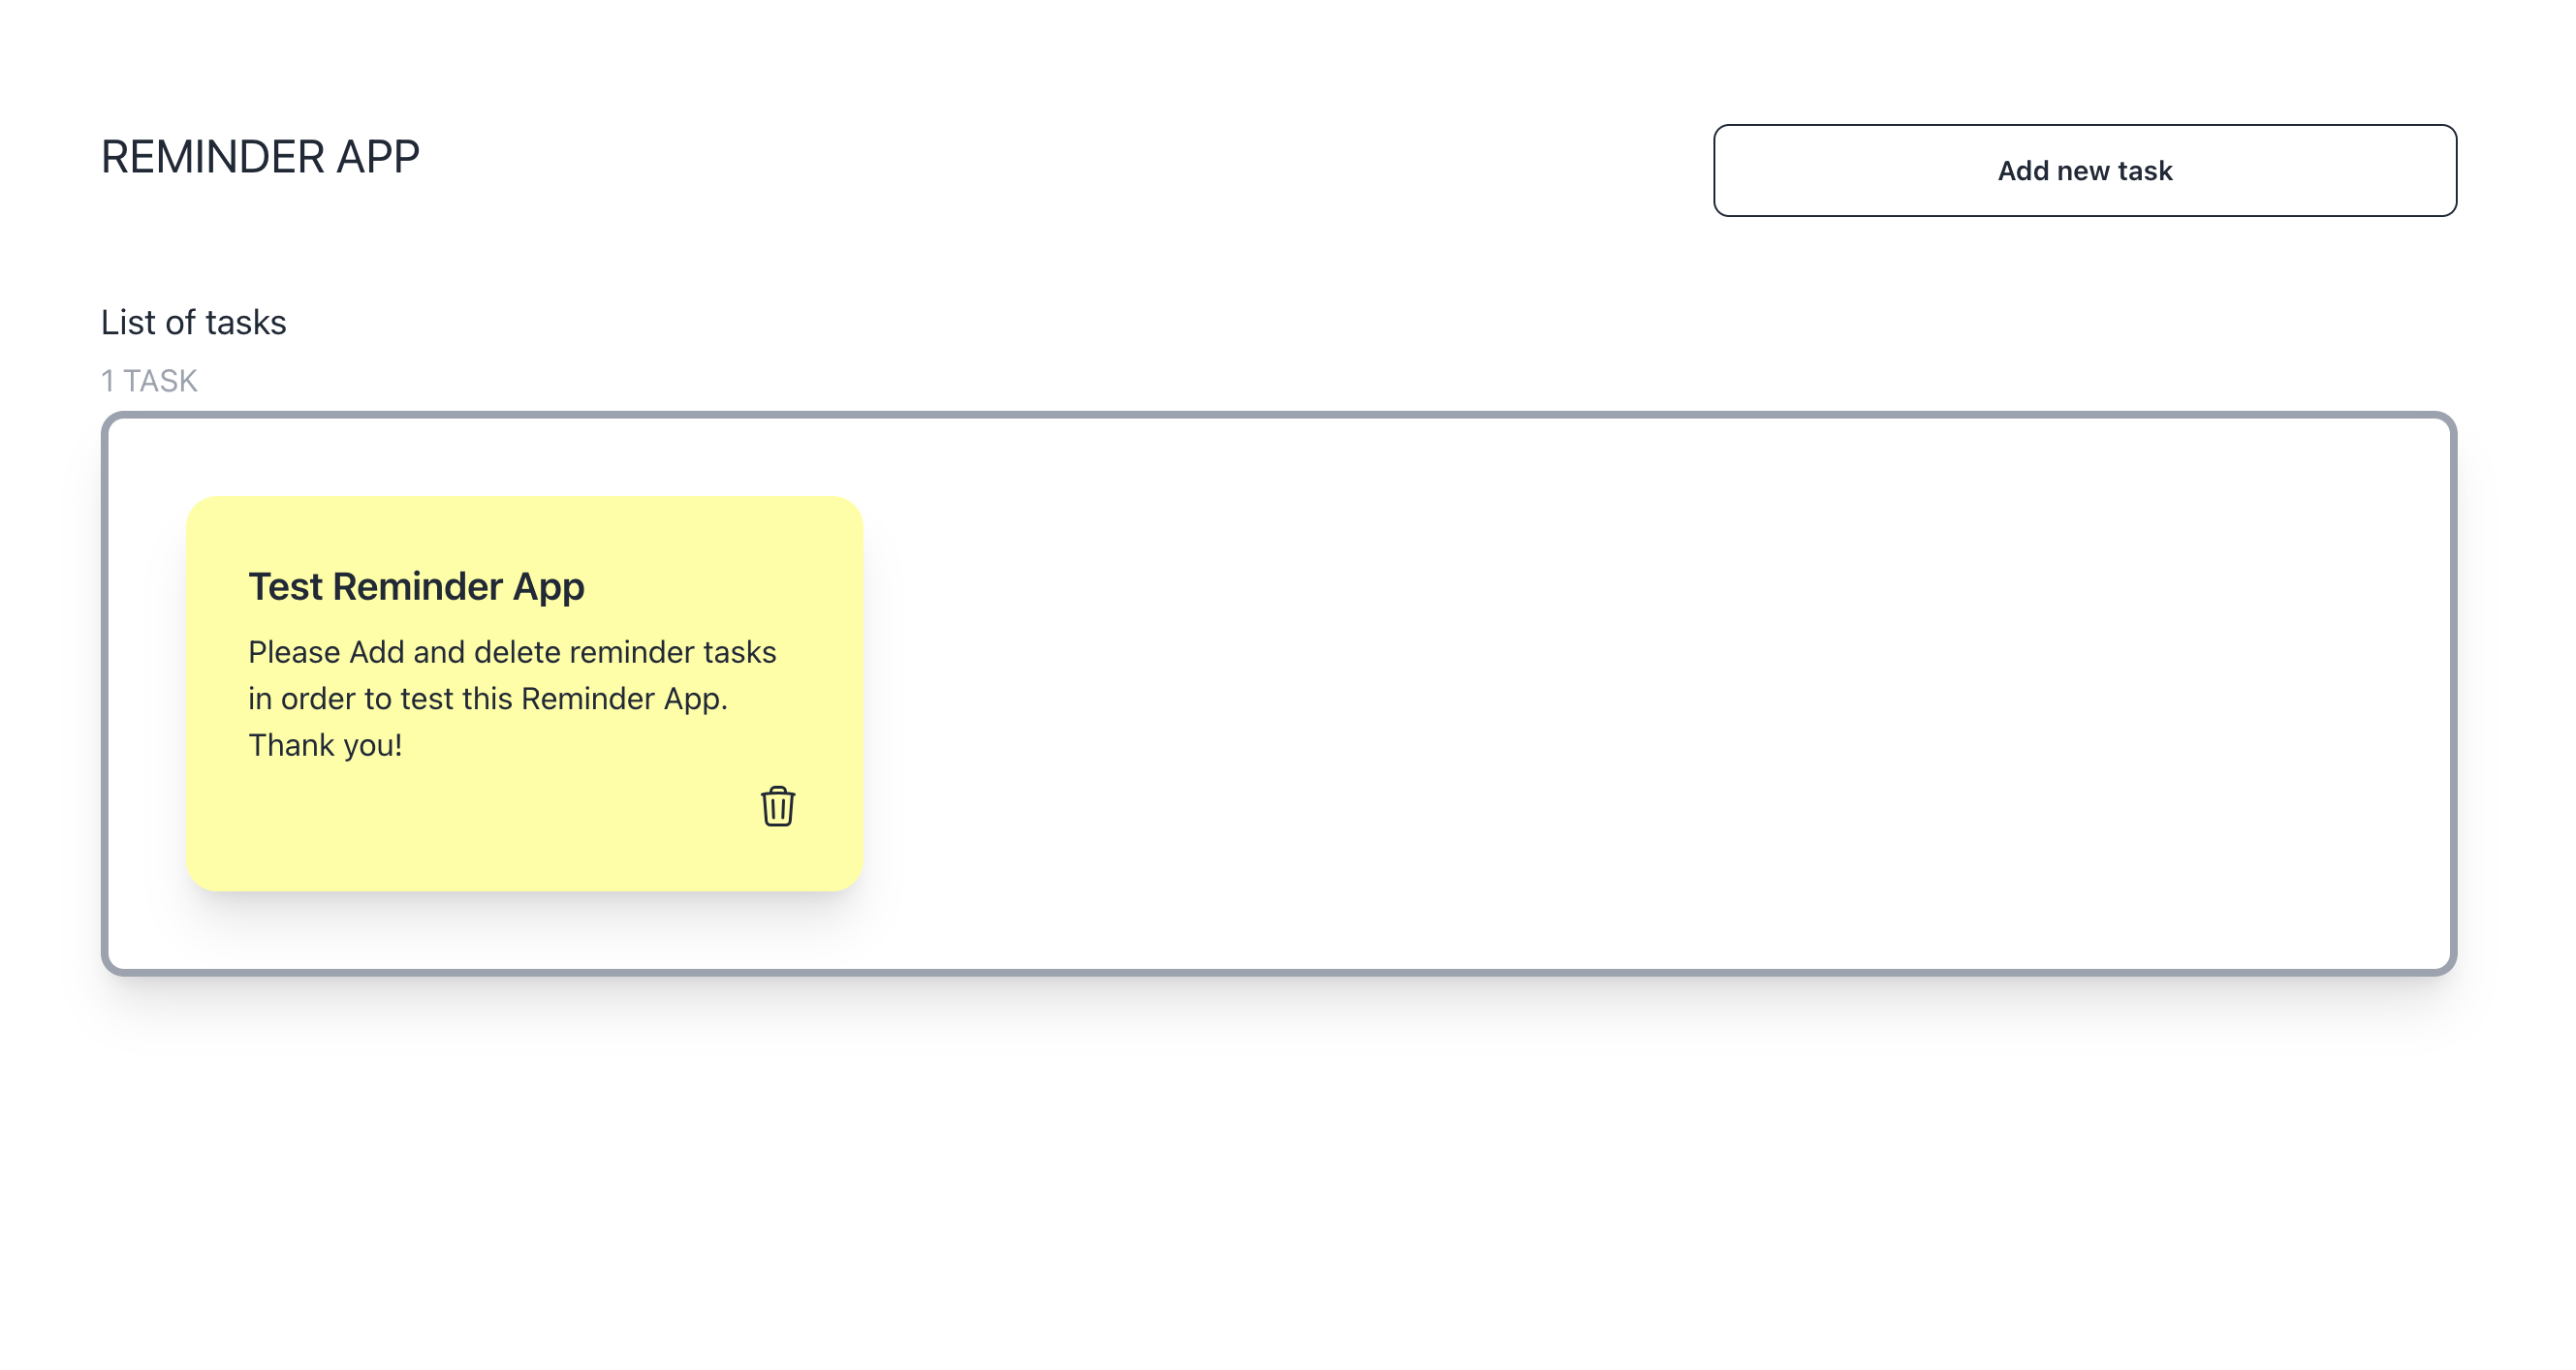 REMINDER APP
Add new task
List of tasks
1 TASK
Test Reminder App
Please Add and delete reminder tasks
in order to test this Reminder App.
Thank you!